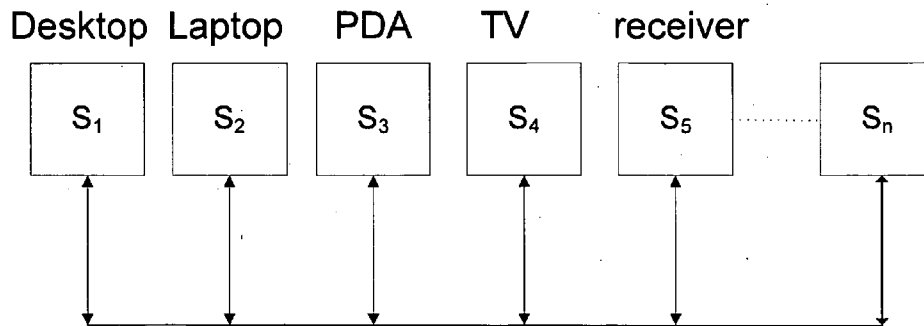 Desktop Laptop PDA TV receiver
S₁ S₂ S₃ S₄ S₅ Sₙ